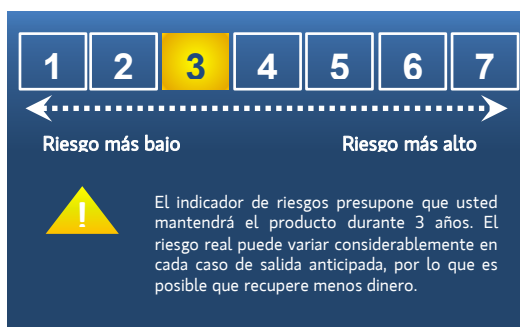 1 2 3 4 5 6 7
Riesgo más bajo Riesgo más alto
!
El indicador de riesgos presupone que usted
mantendrá el producto durante 3 años. El
riesgo real puede variar considerablemente en
cada caso de salida anticipada, por lo que es
posible que recupere menos dinero.